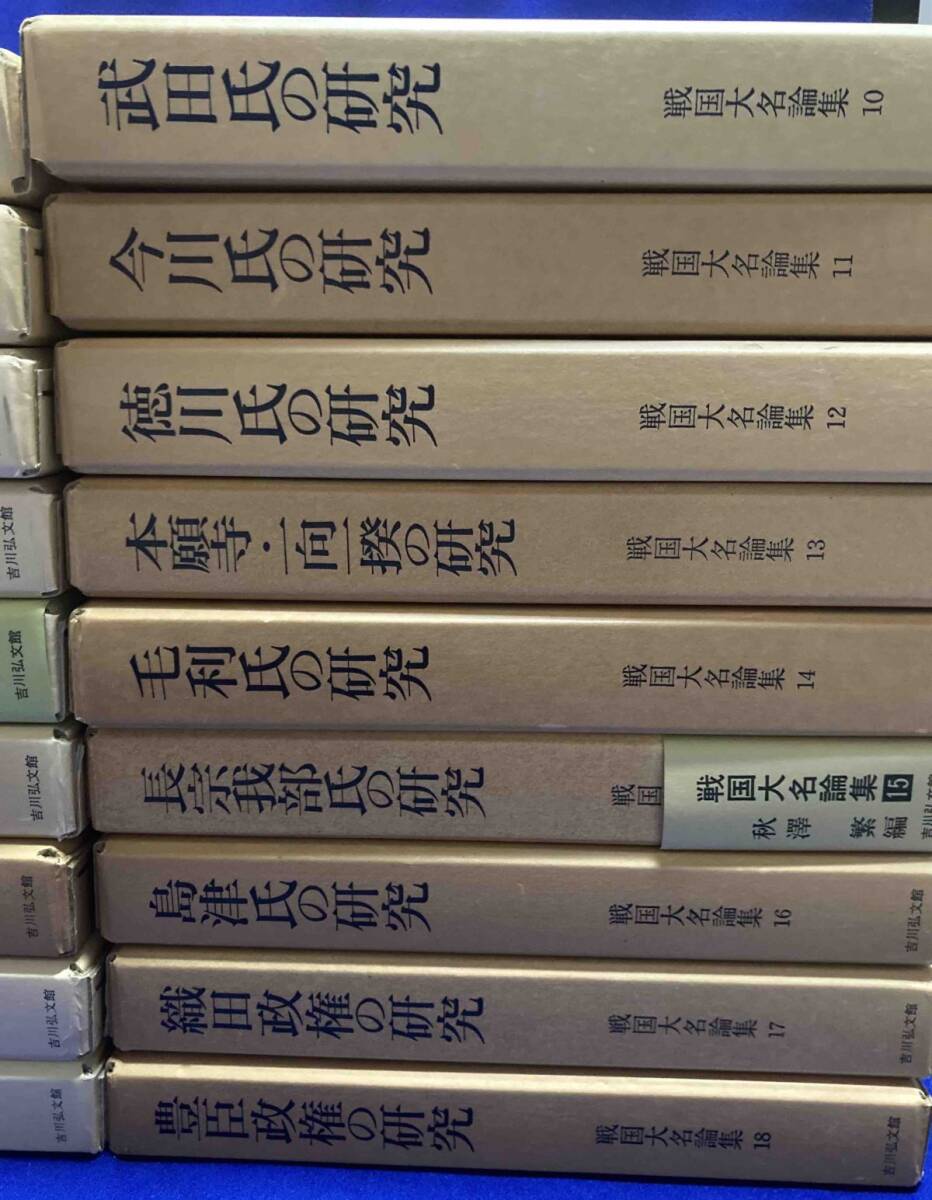 武田氏の研究
戦国大名論集 10
今川氏の研究
戦国大名論集 11
徳川氏の研究
戦国大名論集 12
吉川弘文館
本願寺・一向一揆の研究
戦国大名論集 13
吉川弘文館
毛利氏の研究
戦国大名論集 14
吉川弘文館
長宗我部氏の研究
戦国
戦国大名論集 15
秋澤 繁編
吉川弘文館
吉川弘文館
島津氏の研究
戦国大名論集 16
吉川弘文館
吉川弘文館
織田政権の研究
戦国大名論集 17
吉川弘文館
吉川弘文館
豊臣政権の研究
戦国大名論集 18
吉川弘文館